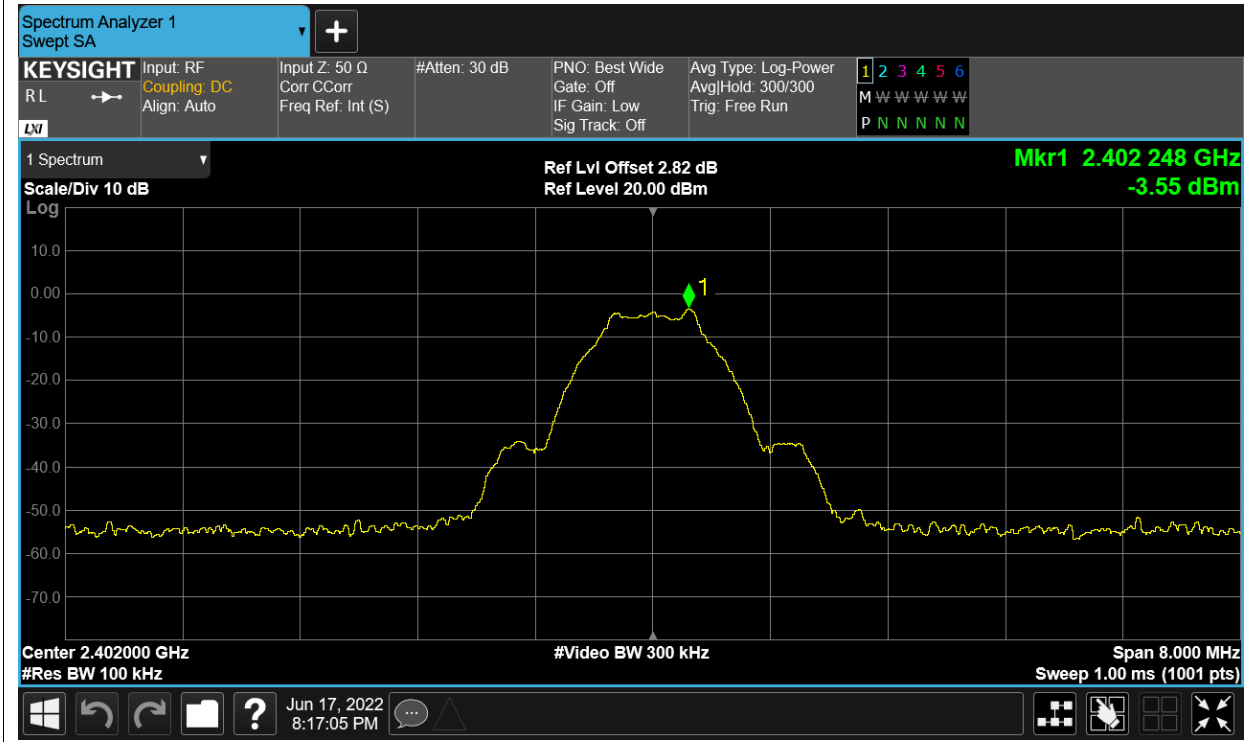 Spectrum Analyzer 1
Swept SA
+
KEYSIGHT
RL
LXI
Input: RF
Coupling: DC
Align: Auto
Input Z: 50 Ω
Corr CCorr
Freq Ref: Int (S)
#Atten: 30 dB
PNO: Best Wide
Gate: Off
IF Gain: Low
Sig Track: Off
Avg Type: Log-Power
Avg|Hold: 300/300
Trig: Free Run
1 2 3 4 5 6
M W W W W W W
P N N N N N N
1 Spectrum
Scale/Div 10 dB
Log
Ref Lvl Offset 2.82 dB
Ref Level 20.00 dBm
Mkr1 2.402 248 GHz
-3.55 dBm
1
10.0
0.00
-10.0
-20.0
-30.0
-40.0
-50.0
-60.0
-70.0
Center 2.402000 GHz
#Res BW 100 kHz
#Video BW 300 kHz
Span 8.000 MHz
Sweep 1.00 ms (1001 pts)
?
Jun 17, 2022
8:17:05 PM